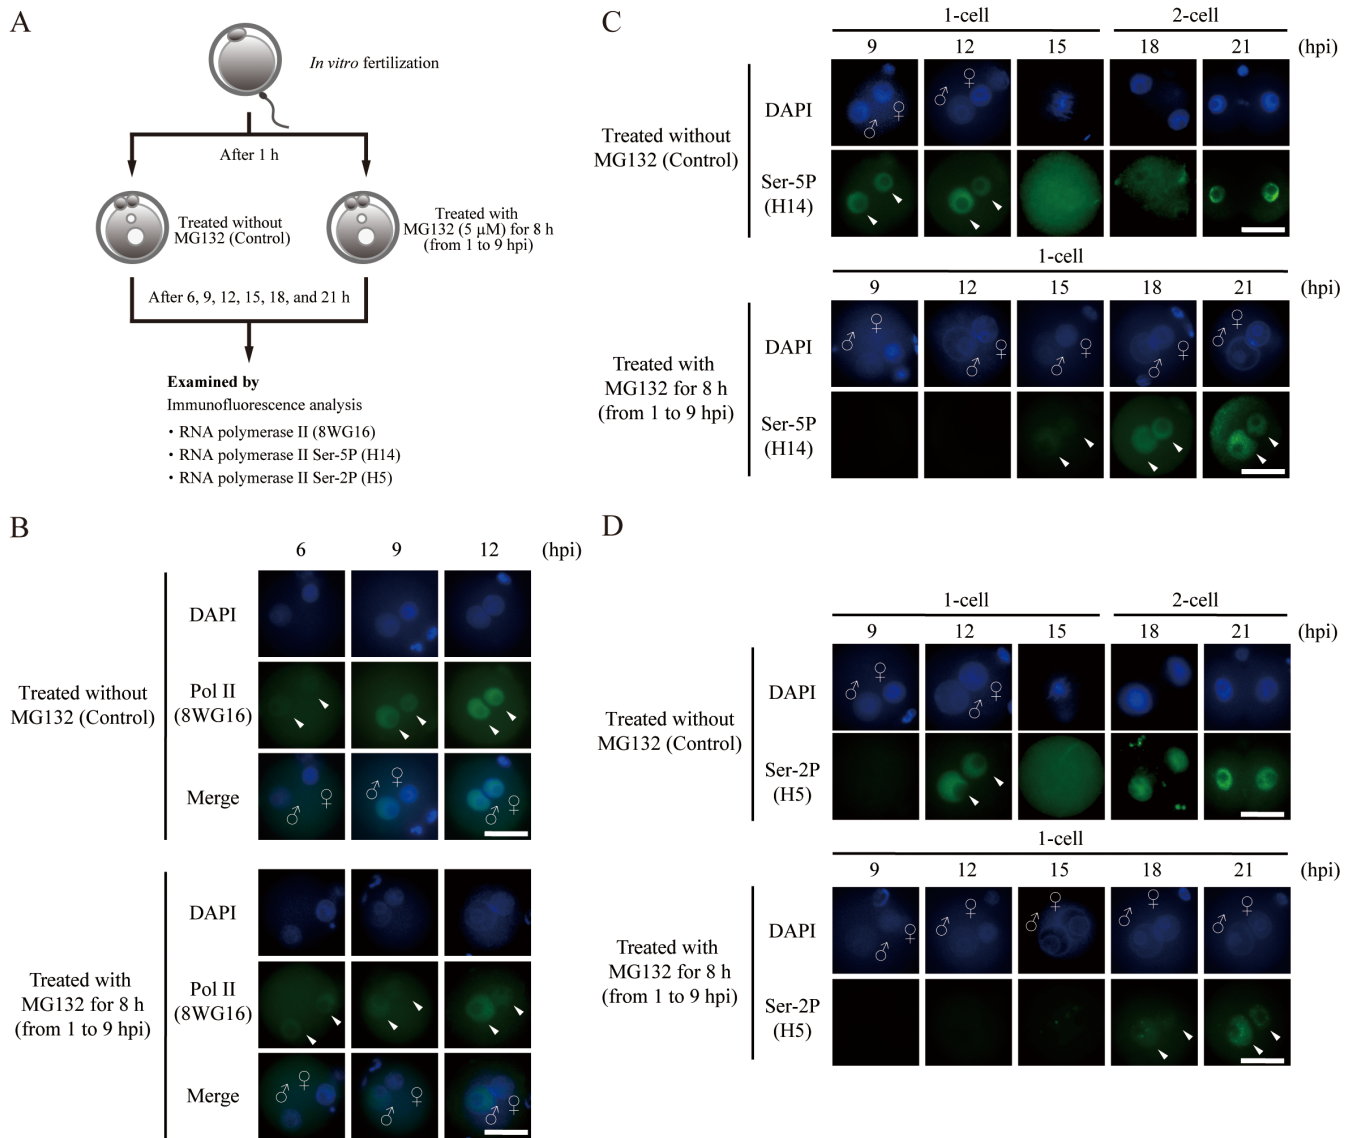 A
In vitro fertilization
After 1 h
Treated without
MG132 (Control)
Treated with
MG132 (5 μM) for 8 h
(from 1 to 9 hpi)
After 6, 9, 12, 15, 18, and 21 h
Examined by
Immunofluorescence analysis
・RNA polymerase II (8WG16)
・RNA polymerase II Ser-5P (H14)
・RNA polymerase II Ser-2P (H5)
B
6 9 12 (hpi)
Treated without
MG132 (Control)
DAPI
Pol II
(8WG16)
Merge
♂ ♀ ♂ ♀ ♂ ♀
Treated with
MG132 for 8 h
(from 1 to 9 hpi)
DAPI
Pol II
(8WG16)
Merge
♂ ♀ ♂ ♀ ♂ ♀
C
1-cell 2-cell
9 12 15 18 21 (hpi)
Treated without
MG132 (Control)
DAPI
♂ ♀ ♂ ♀
Ser-5P
(H14)
1-cell
9 12 15 18 21 (hpi)
Treated with
MG132 for 8 h
(from 1 to 9 hpi)
DAPI
♂ ♀ ♂ ♀ ♂ ♀ ♂ ♀ ♂ ♀
Ser-5P
(H14)
D
1-cell 2-cell
9 12 15 18 21 (hpi)
Treated without
MG132 (Control)
DAPI
♂ ♀ ♂ ♀
Ser-2P
(H5)
1-cell
9 12 15 18 21 (hpi)
Treated with
MG132 for 8 h
(from 1 to 9 hpi)
DAPI
♂ ♀ ♂ ♀ ♂ ♀ ♂ ♀ ♂ ♀
Ser-2P
(H5)